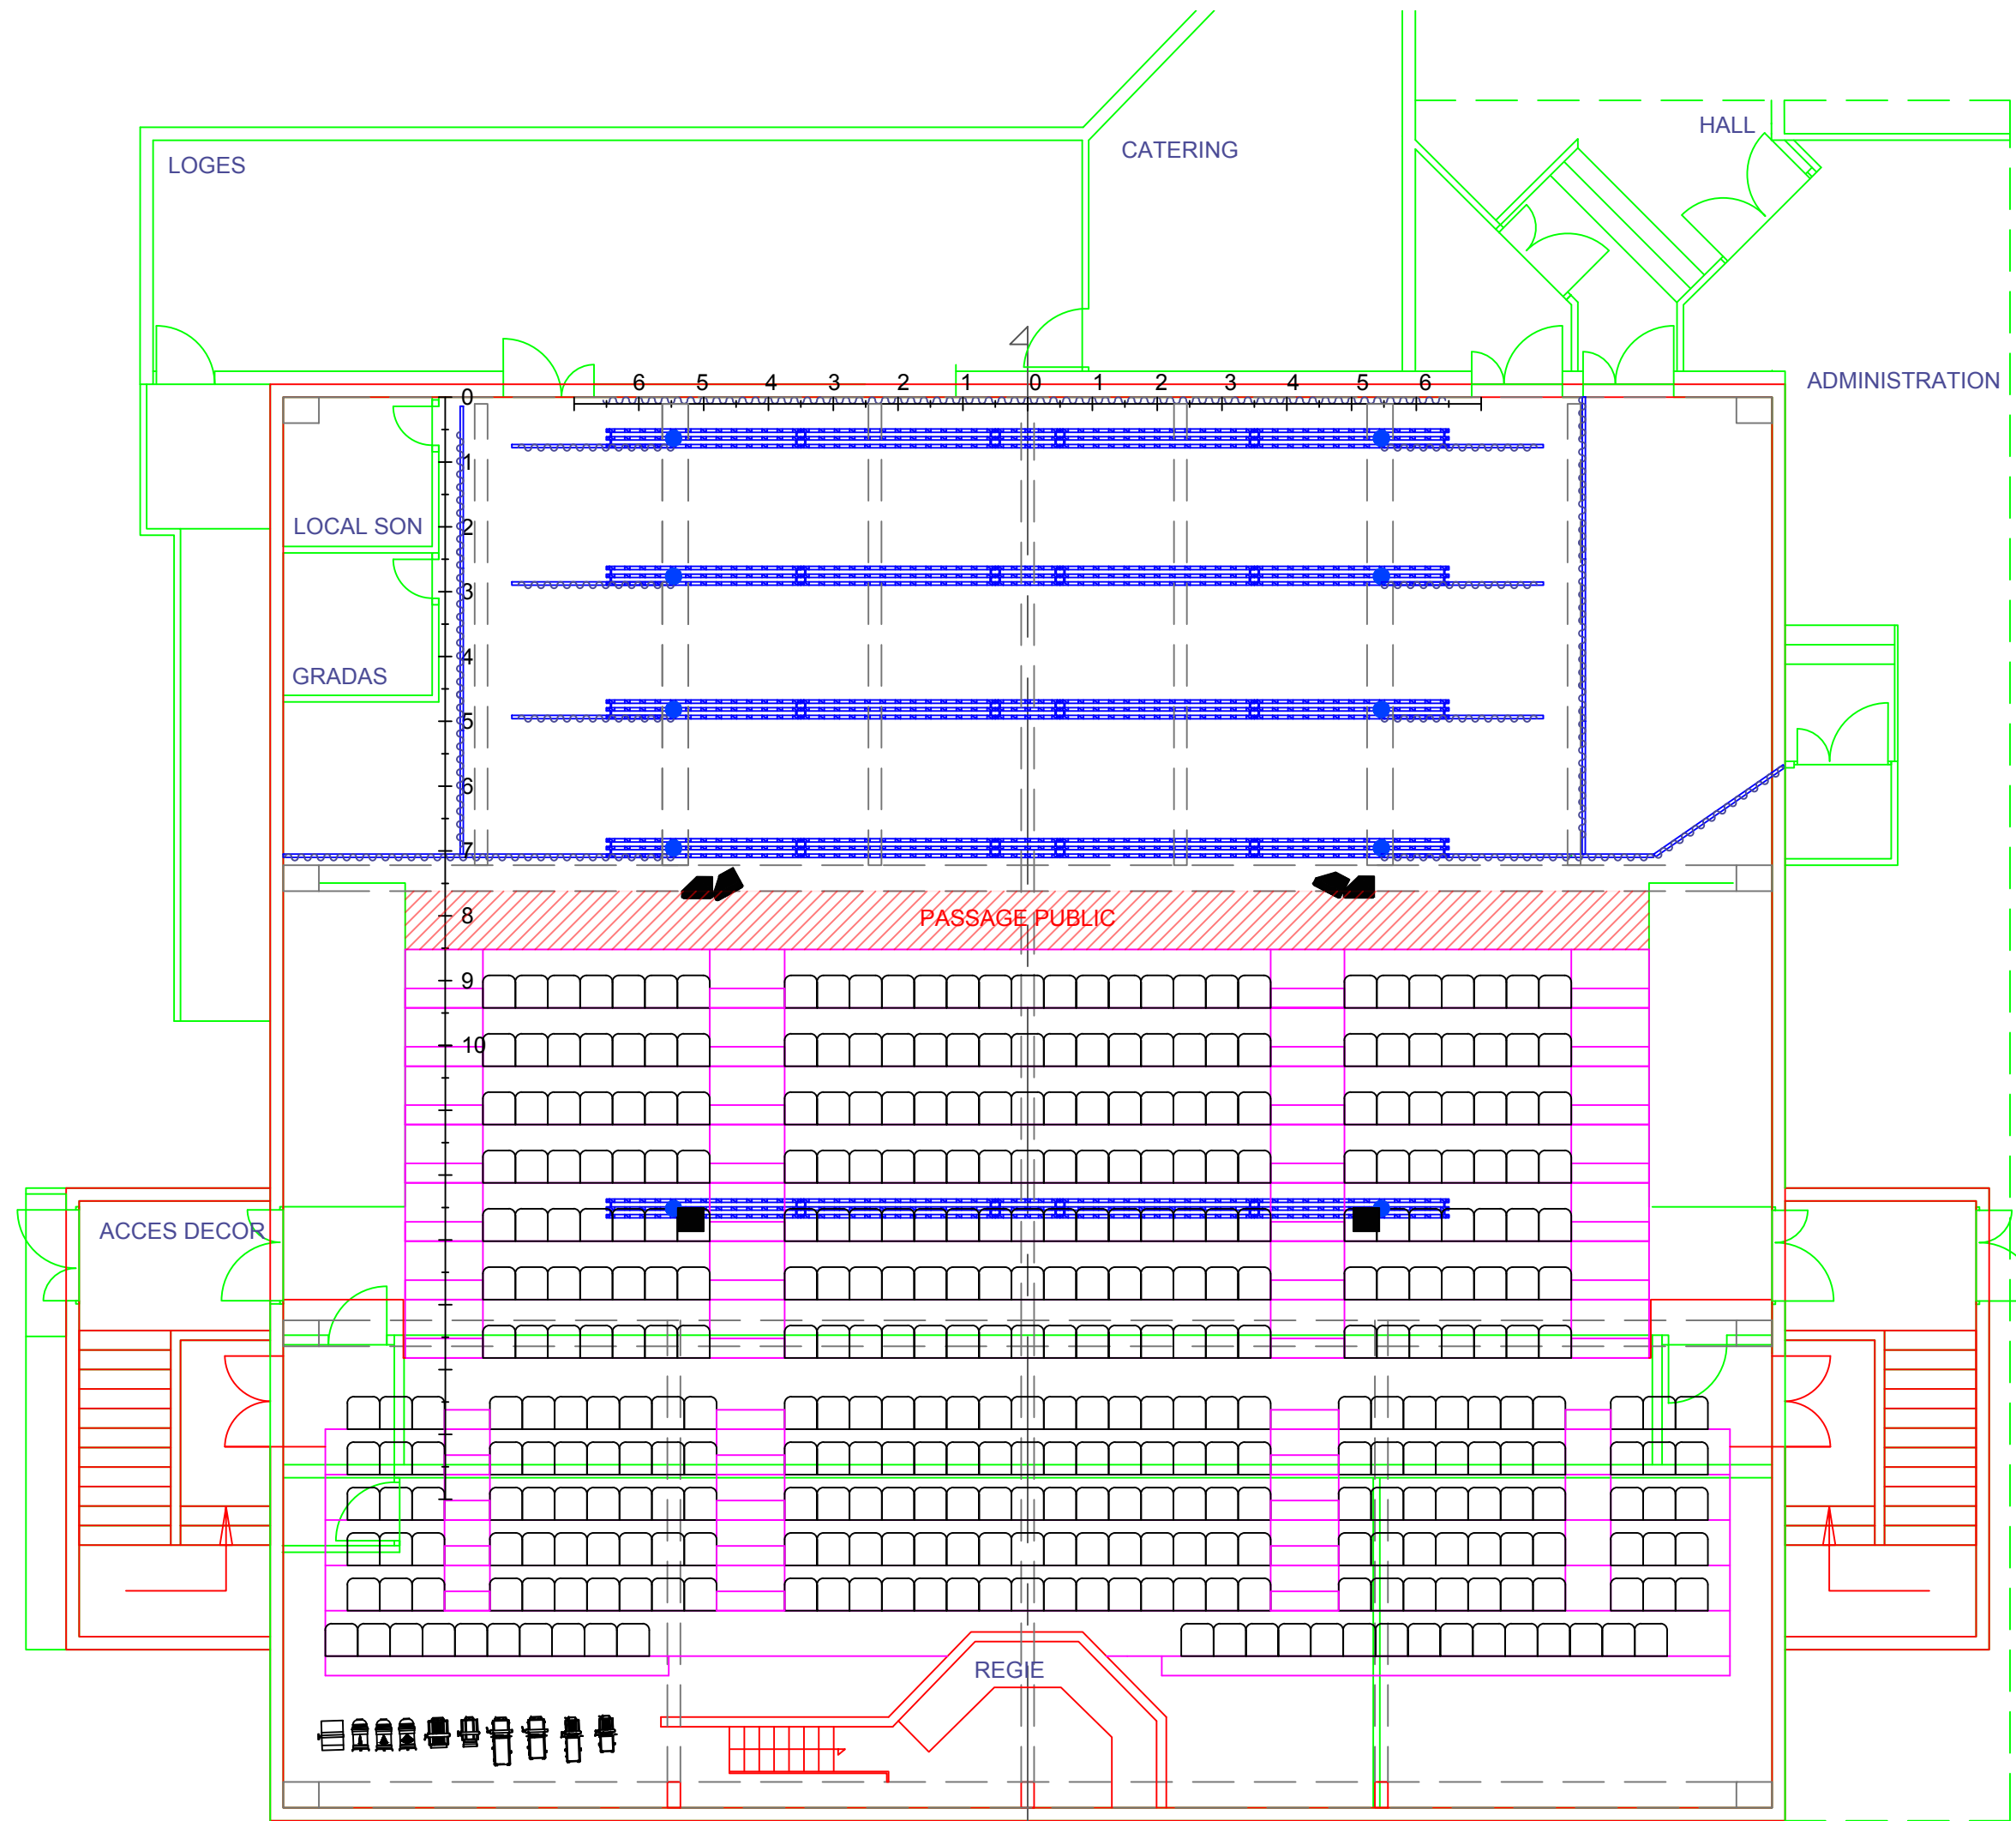 HALL
CATERING
LOGES
ADMINISTRATION
6 5 4 3 2 1 0 1 2 3 4 5 6
0
1
2
LOCAL SON
3
4
GRADAS
5
6
7
8
PASSAGE PUBLIC
9
10
ACCES DECOR
REGIE